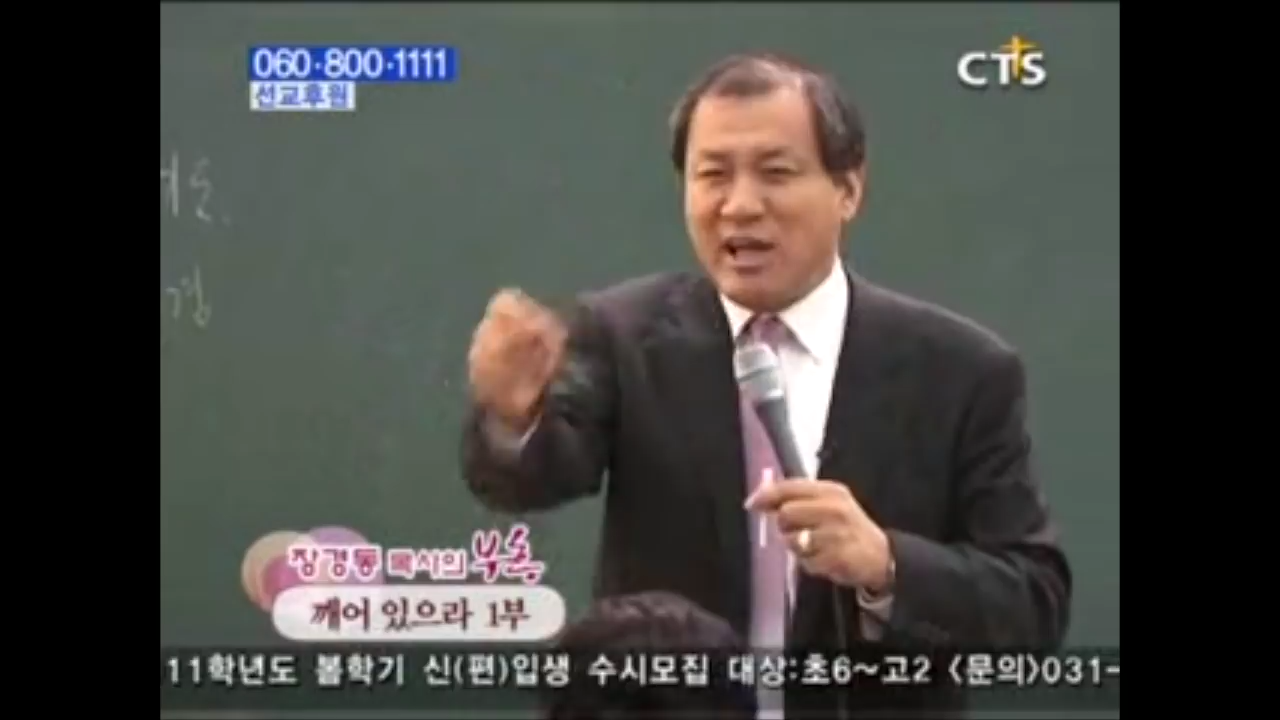 060·800·1111
선교후원
CTS
경
장경동 목사의 부흥
깨어 있으라 1부
11학년도 봄학기 신(편)입생 수시모집 대상:초6~고2 <문의>031-